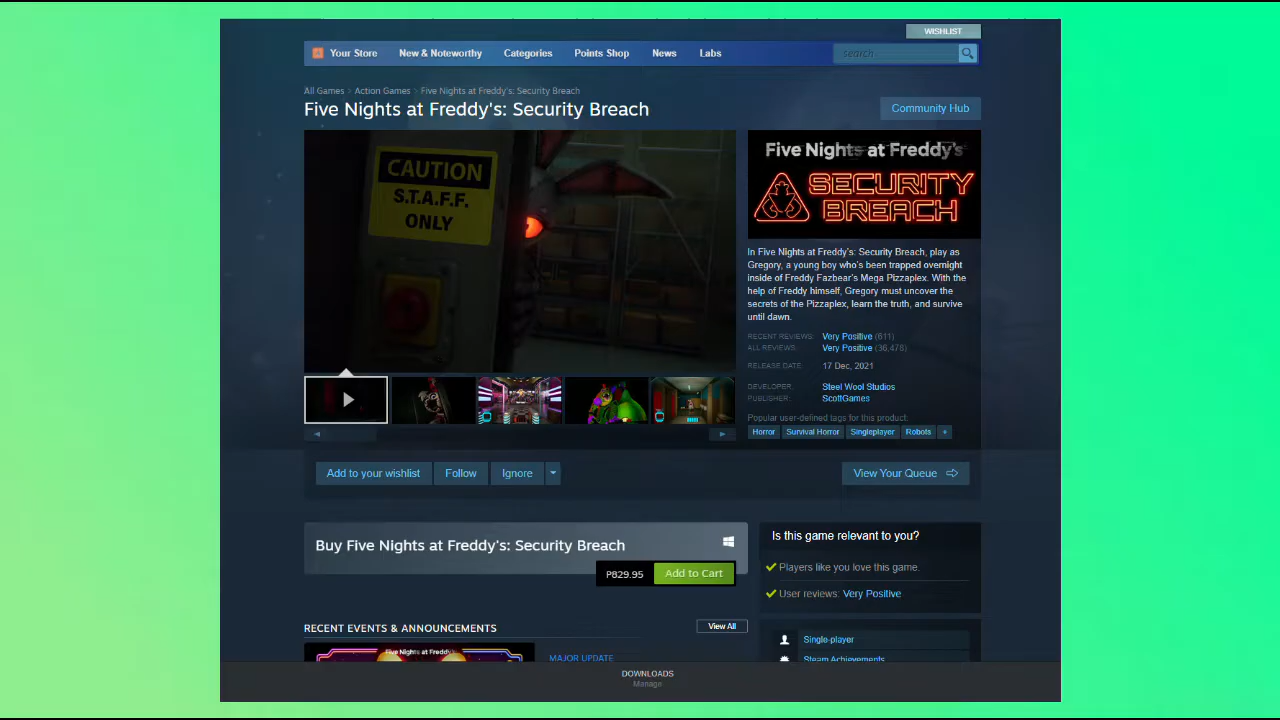 WISHLIST
Your Store
New & Noteworthy
Categories
Points Shop
News
Labs
search
All Games > Action Games > Five Nights at Freddy's: Security Breach
Five Nights at Freddy's: Security Breach
Community Hub
CAUTION
S.T.A.F.F.
ONLY
Five Nights at Freddy's
SECURITY
BREACH
In Five Nights at Freddy's: Security Breach, play as
Gregory, a young boy who's been trapped overnight
inside of Freddy Fazbear's Mega Pizzaplex. With the
help of Freddy himself, Gregory must uncover the
secrets of the Pizzaplex, learn the truth, and survive
until dawn.
RECENT REVIEWS: Very Positive (611)
ALL REVIEWS: Very Positive (36,478)
RELEASE DATE: 17 Dec, 2021
DEVELOPER: Steel Wool Studios
PUBLISHER: ScottGames
Popular user-defined tags for this product:
Horror
Survival Horror
Singleplayer
Robots
+
Add to your wishlist
Follow
Ignore
View Your Queue
Buy Five Nights at Freddy's: Security Breach
P829.95
Add to Cart
Is this game relevant to you?
Players like you love this game.
User reviews: Very Positive
RECENT EVENTS & ANNOUNCEMENTS
View All
Five Nights at Freddy's
MAJOR UPDATE
Single-player
Steam Achievements
DOWNLOADS
Manage